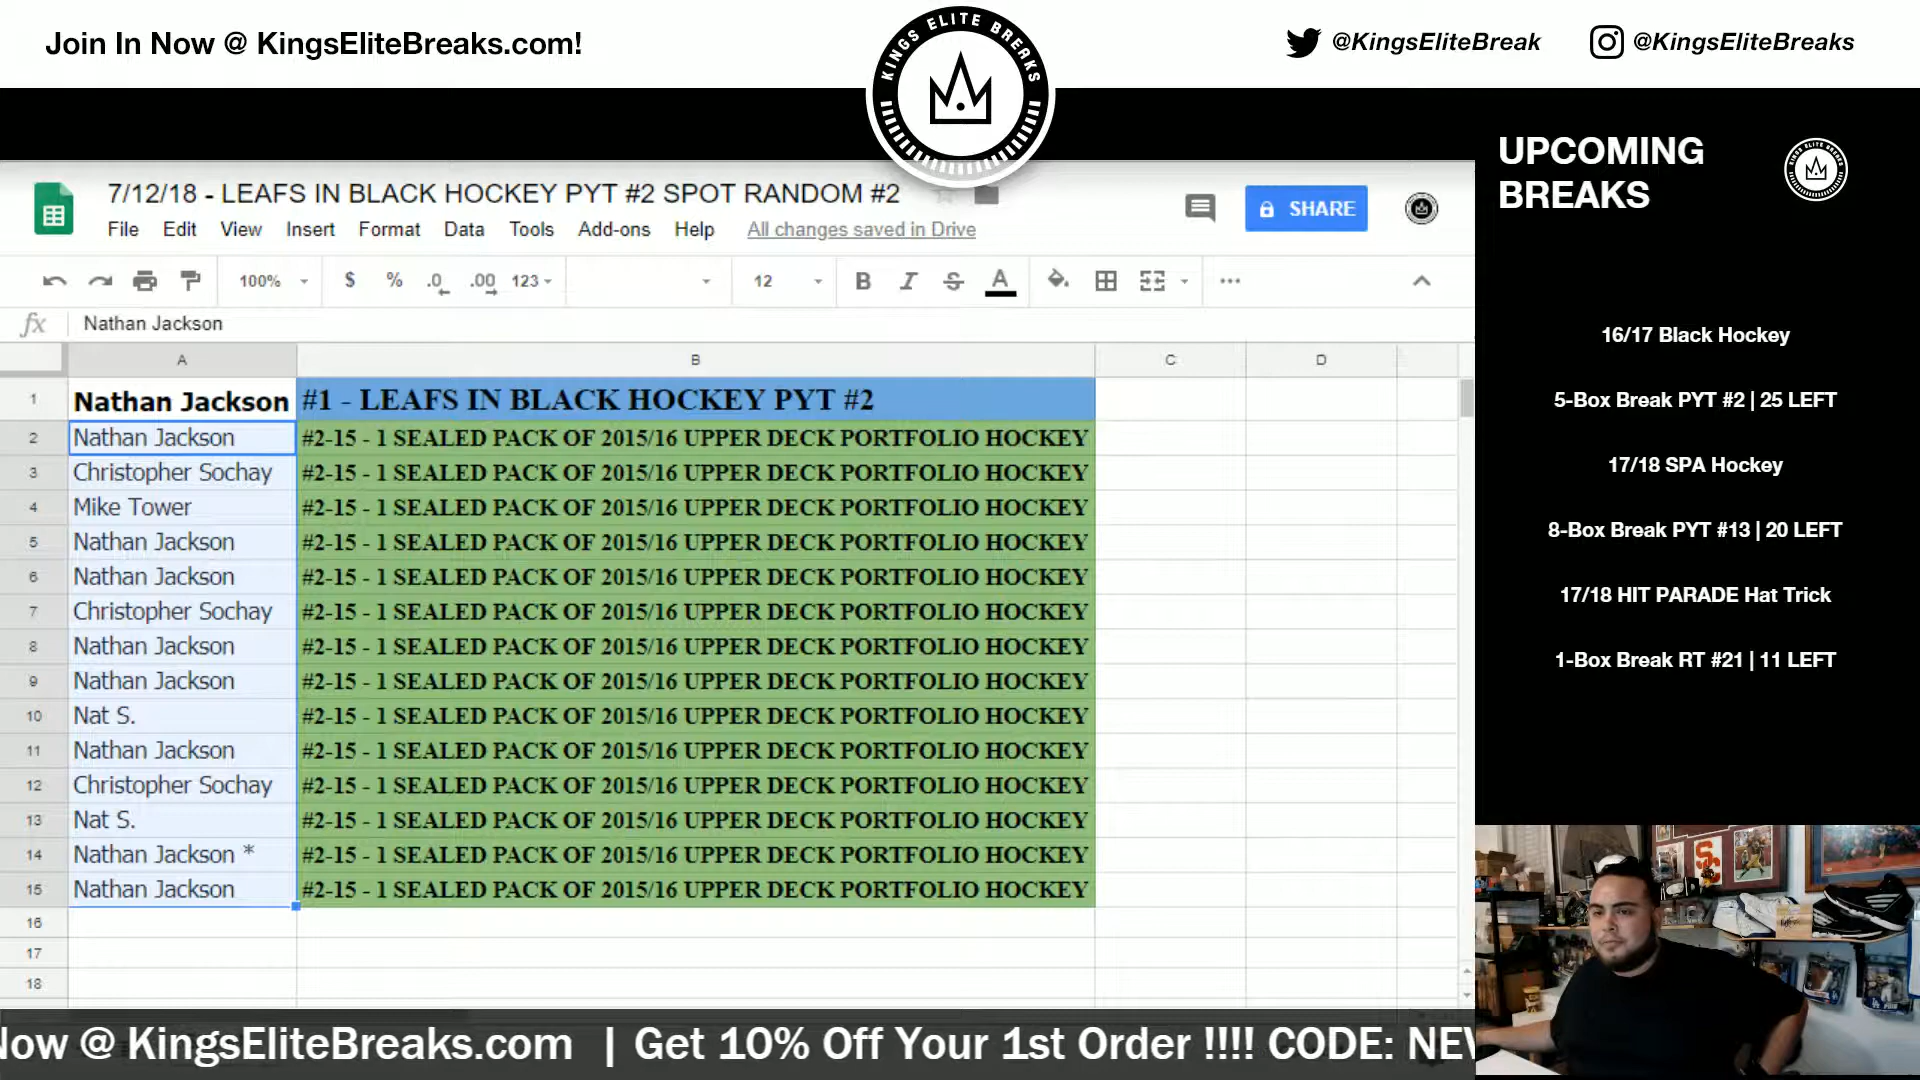 Join In Now @ KingsEliteBreaks.com!
KINGS ELITE BREAKS
@KingsEliteBreak
@KingsEliteBreaks
7/12/18 - LEAFS IN BLACK HOCKEY PYT #2 SPOT RANDOM #2
File Edit View Insert Format Data Tools Add-ons Help All changes saved in Drive
SHARE
100% $ % .0 .00 123 12 B I S A
fx Nathan Jackson
A B C D
1 Nathan Jackson #1 - LEAFS IN BLACK HOCKEY PYT #2
2 Nathan Jackson #2-15 - 1 SEALED PACK OF 2015/16 UPPER DECK PORTFOLIO HOCKEY
3 Christopher Sochay #2-15 - 1 SEALED PACK OF 2015/16 UPPER DECK PORTFOLIO HOCKEY
4 Mike Tower #2-15 - 1 SEALED PACK OF 2015/16 UPPER DECK PORTFOLIO HOCKEY
5 Nathan Jackson #2-15 - 1 SEALED PACK OF 2015/16 UPPER DECK PORTFOLIO HOCKEY
6 Nathan Jackson #2-15 - 1 SEALED PACK OF 2015/16 UPPER DECK PORTFOLIO HOCKEY
7 Christopher Sochay #2-15 - 1 SEALED PACK OF 2015/16 UPPER DECK PORTFOLIO HOCKEY
8 Nathan Jackson #2-15 - 1 SEALED PACK OF 2015/16 UPPER DECK PORTFOLIO HOCKEY
9 Nathan Jackson #2-15 - 1 SEALED PACK OF 2015/16 UPPER DECK PORTFOLIO HOCKEY
10 Nat S. #2-15 - 1 SEALED PACK OF 2015/16 UPPER DECK PORTFOLIO HOCKEY
11 Nathan Jackson #2-15 - 1 SEALED PACK OF 2015/16 UPPER DECK PORTFOLIO HOCKEY
12 Christopher Sochay #2-15 - 1 SEALED PACK OF 2015/16 UPPER DECK PORTFOLIO HOCKEY
13 Nat S. #2-15 - 1 SEALED PACK OF 2015/16 UPPER DECK PORTFOLIO HOCKEY
14 Nathan Jackson * #2-15 - 1 SEALED PACK OF 2015/16 UPPER DECK PORTFOLIO HOCKEY
15 Nathan Jackson #2-15 - 1 SEALED PACK OF 2015/16 UPPER DECK PORTFOLIO HOCKEY
16
17
18
UPCOMING
BREAKS
16/17 Black Hockey
5-Box Break PYT #2 | 25 LEFT
17/18 SPA Hockey
8-Box Break PYT #13 | 20 LEFT
17/18 HIT PARADE Hat Trick
1-Box Break RT #21 | 11 LEFT
Now @ KingsEliteBreaks.com | Get 10% Off Your 1st Order !!!! CODE: NEW